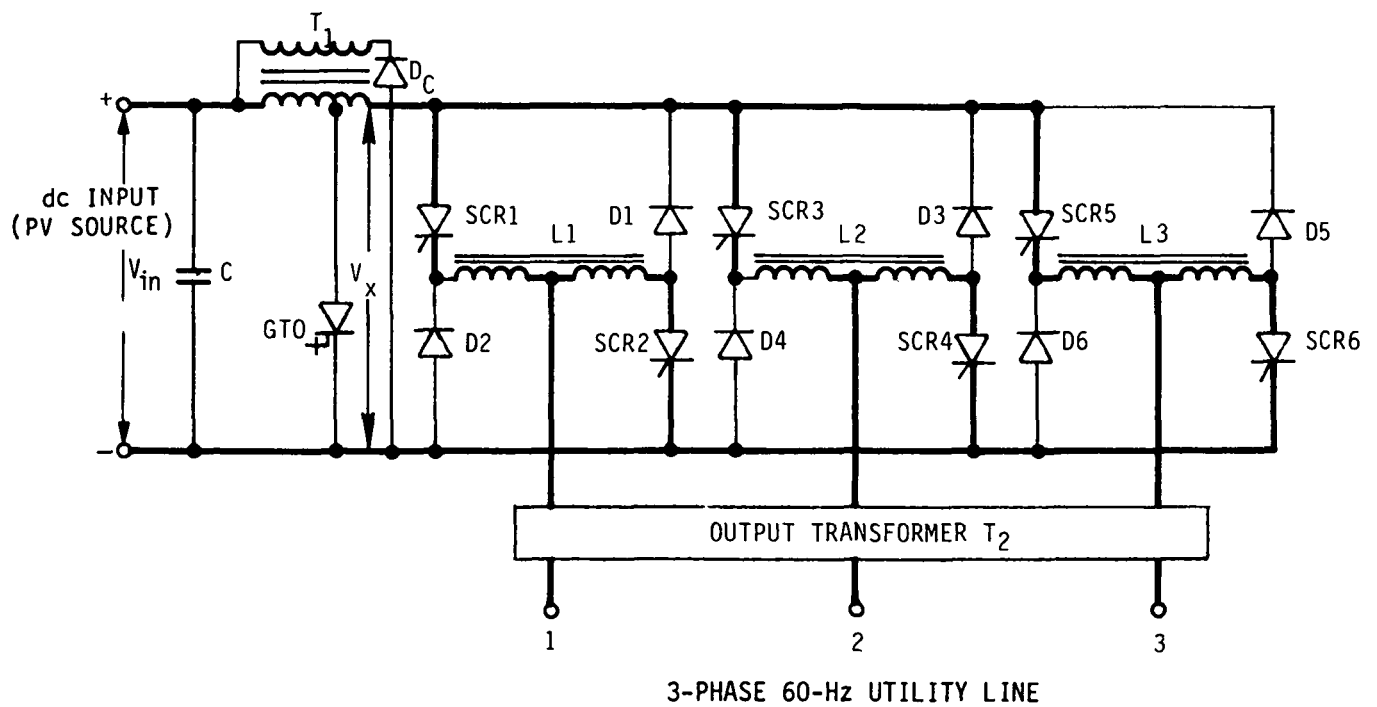 T1
DC
+
dc INPUT
(PV SOURCE)
Vin
C
Vx
GTO
SCR1
D1
SCR3
D3
SCR5
D5
L1
L2
L3
D2
SCR2
D4
SCR4
D6
SCR6
−
OUTPUT TRANSFORMER T2
1
2
3
3-PHASE 60-Hz UTILITY LINE